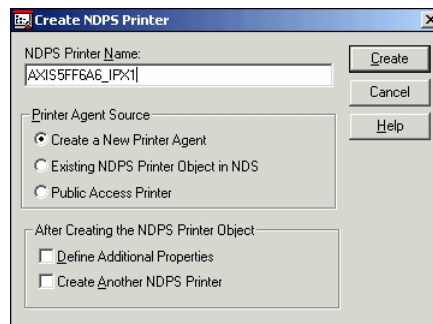 Create NDPS Printer
NDPS Printer Name:
AXIS5FF6A6_IPX1
Create
Cancel
Help
Printer Agent Source
Create a New Printer Agent
Existing NDPS Printer Object in NDS
Public Access Printer
After Creating the NDPS Printer Object
Define Additional Properties
Create Another NDPS Printer